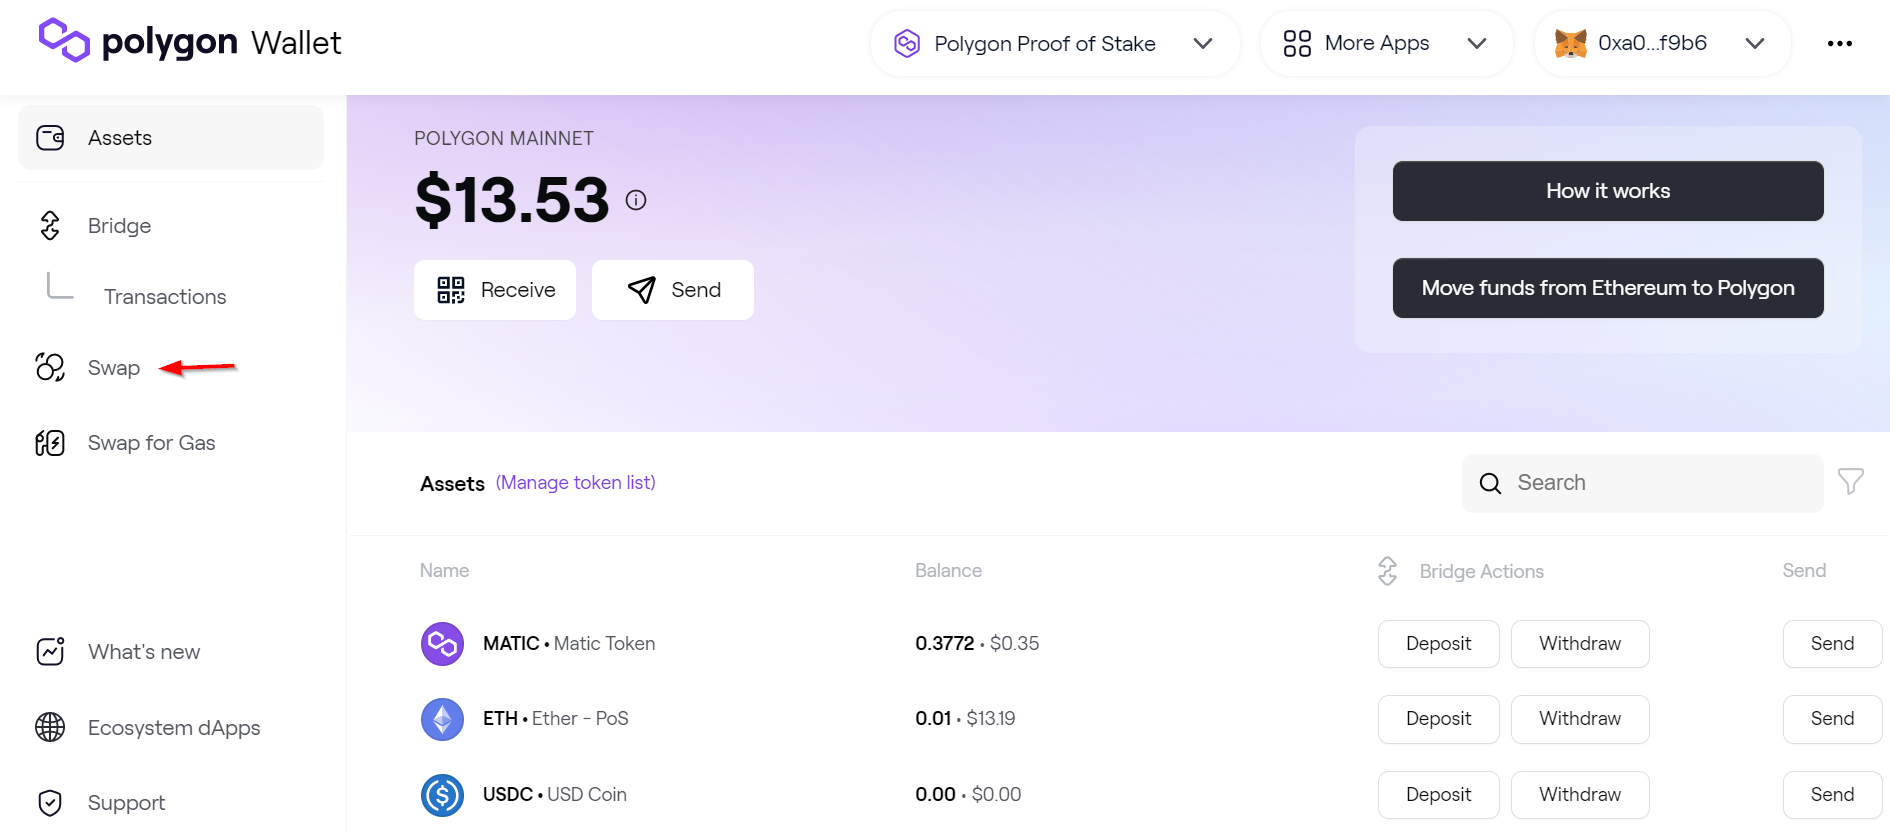 polygon Wallet
Polygon Proof of Stake
More Apps
0xa0...f9b6
Assets
Bridge
Transactions
Swap
Swap for Gas
What's new
Ecosystem dApps
Support
POLYGON MAINNET
$13.53
Receive
Send
How it works
Move funds from Ethereum to Polygon
Assets (Manage token list)
Search
Name Balance Bridge Actions Send
MATIC • Matic Token 0.3772 • $0.35 Deposit Withdraw Send
ETH • Ether - PoS 0.01 • $13.19 Deposit Withdraw Send
USDC • USD Coin 0.00 • $0.00 Deposit Withdraw Send